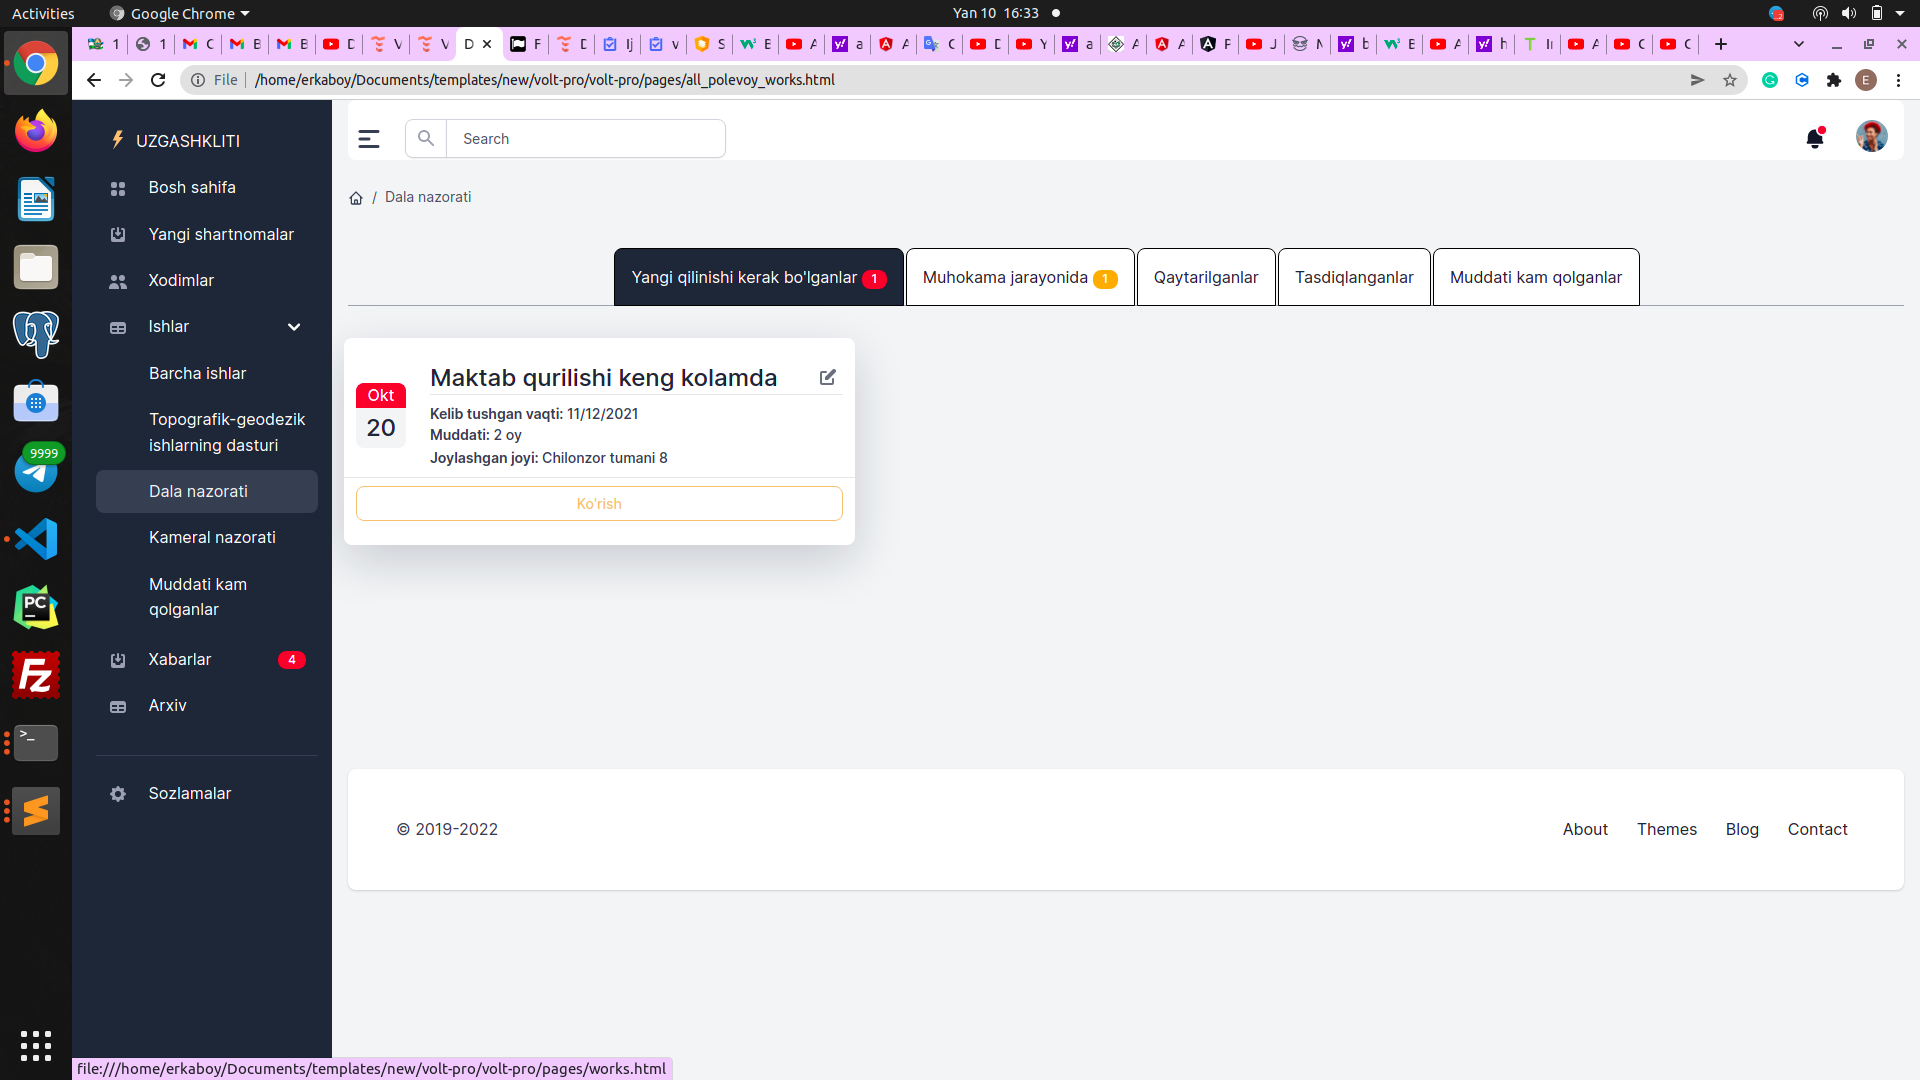 Activities
Google Chrome
Yan 10 16:33
File
/home/erkaboy/Documents/templates/new/volt-pro/volt-pro/pages/all_polevoy_works.html
E
UZGASHKLITI
Search
Bosh sahifa
Yangi shartnomalar
Xodimlar
Ishlar
Barcha ishlar
Topografik-geodezik
ishlarning dasturi
Dala nazorati
Kameral nazorati
Muddati kam
qolganlar
Xabarlar 4
Arxiv
Sozlamalar
9999
/ Dala nazorati
Yangi qilinishi kerak bo'lganlar 1
Muhokama jarayonida 1
Qaytarilganlar
Tasdiqlanganlar
Muddati kam qolganlar
Okt
20
Maktab qurilishi keng kolamda
Kelib tushgan vaqti: 11/12/2021
Muddati: 2 oy
Joylashgan joyi: Chilonzor tumani 8
Ko'rish
© 2019-2022
About Themes Blog Contact
file:///home/erkaboy/Documents/templates/new/volt-pro/volt-pro/pages/works.html